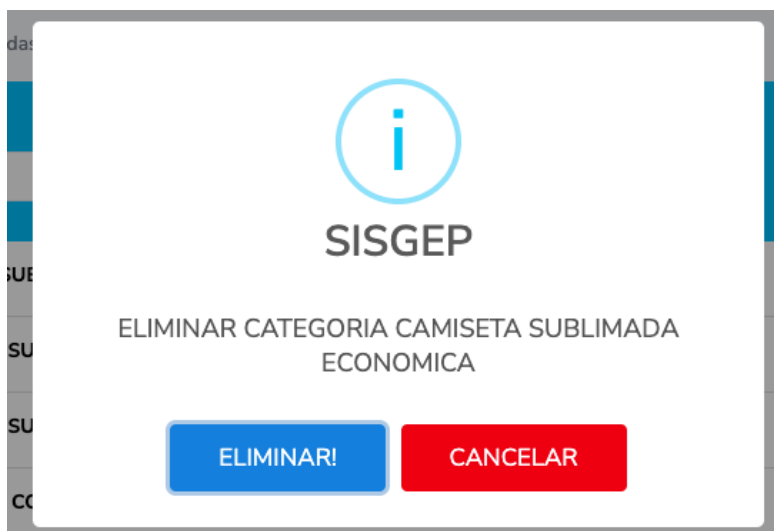 i
SISGEP
ELIMINAR CATEGORIA CAMISETA SUBLIMADA
ECONOMICA
ELIMINAR!
CANCELAR